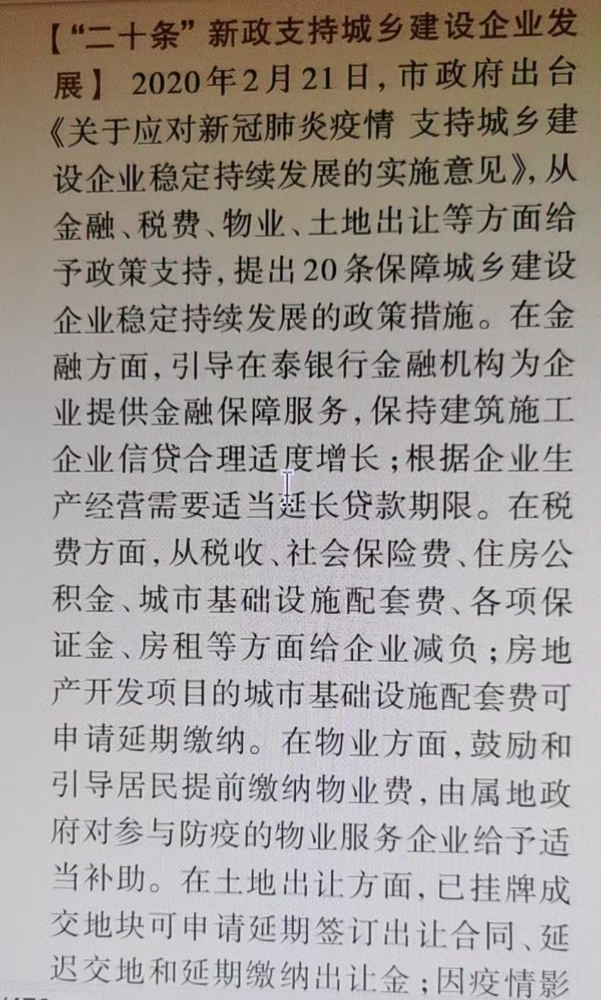 【“二十条”新政支持城乡建设企业发
展】 2020年2月21日,市政府出台
《关于应对新冠肺炎疫情 支持城乡建
设企业稳定持续发展的实施意见》,从
金融、税费、物业、土地出让等方面给
予政策支持,提出20条保障城乡建设
企业稳定持续发展的政策措施。在金
融方面,引导在泰银行金融机构为企
业提供金融保障服务,保持建筑施工
企业信贷合理适度增长;根据企业生
产经营需要适当延长贷款期限。在税
费方面,从税收、社会保险费、住房公
积金、城市基础设施配套费、各项保
证金、房租等方面给企业减负;房地
产开发项目的城市基础设施配套费可
申请延期缴纳。在物业方面,鼓励和
引导居民提前缴纳物业费,由属地政
府对参与防疫的物业服务企业给予适
当补助。在土地出让方面,已挂牌成
交地块可申请延期签订出让合同、延
迟交地和延期缴纳出让金;因疫情影